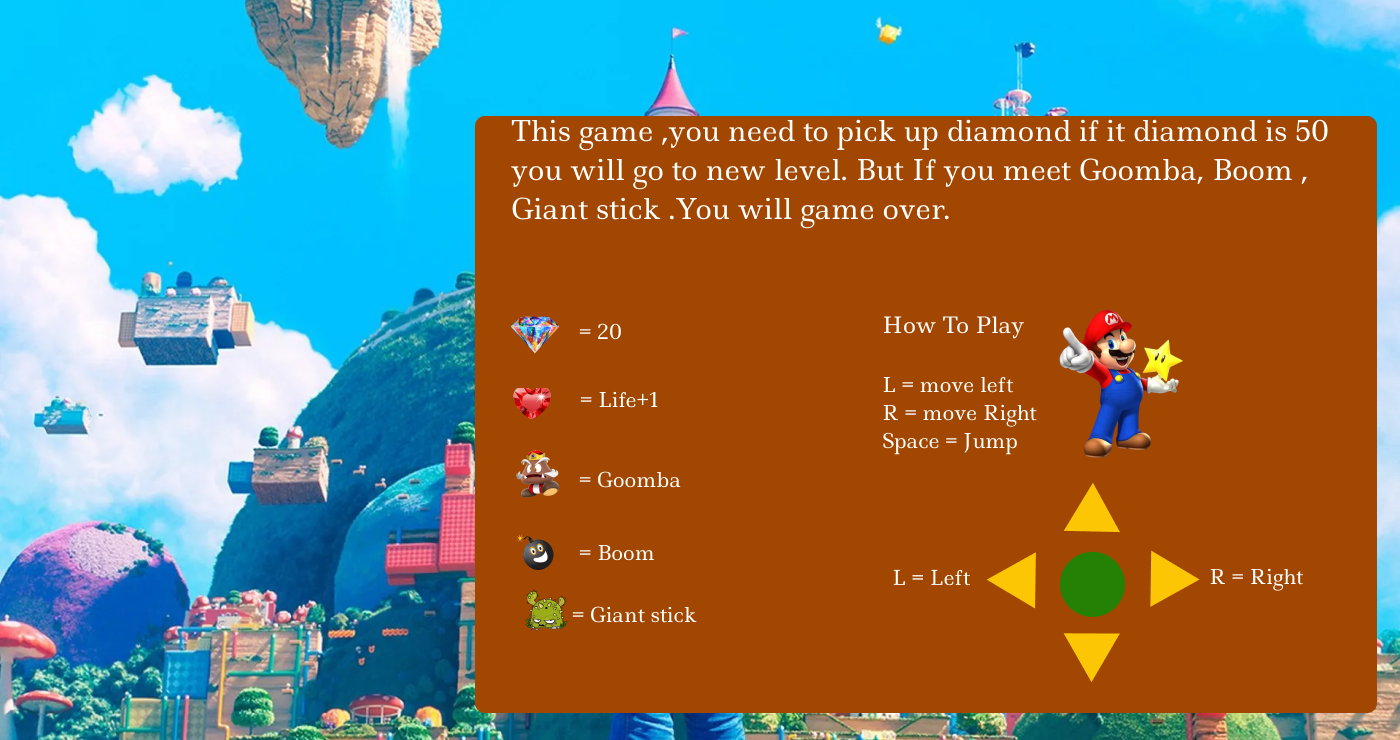 This game ,you need to pick up diamond if it diamond is 50
you will go to new level. But If you meet Goomba, Boom ,
Giant stick .You will game over.
= 20
= Life+1
= Goomba
= Boom
= Giant stick
How To Play
M
L = move left
R = move Right
Space = Jump
L = Left
R = Right